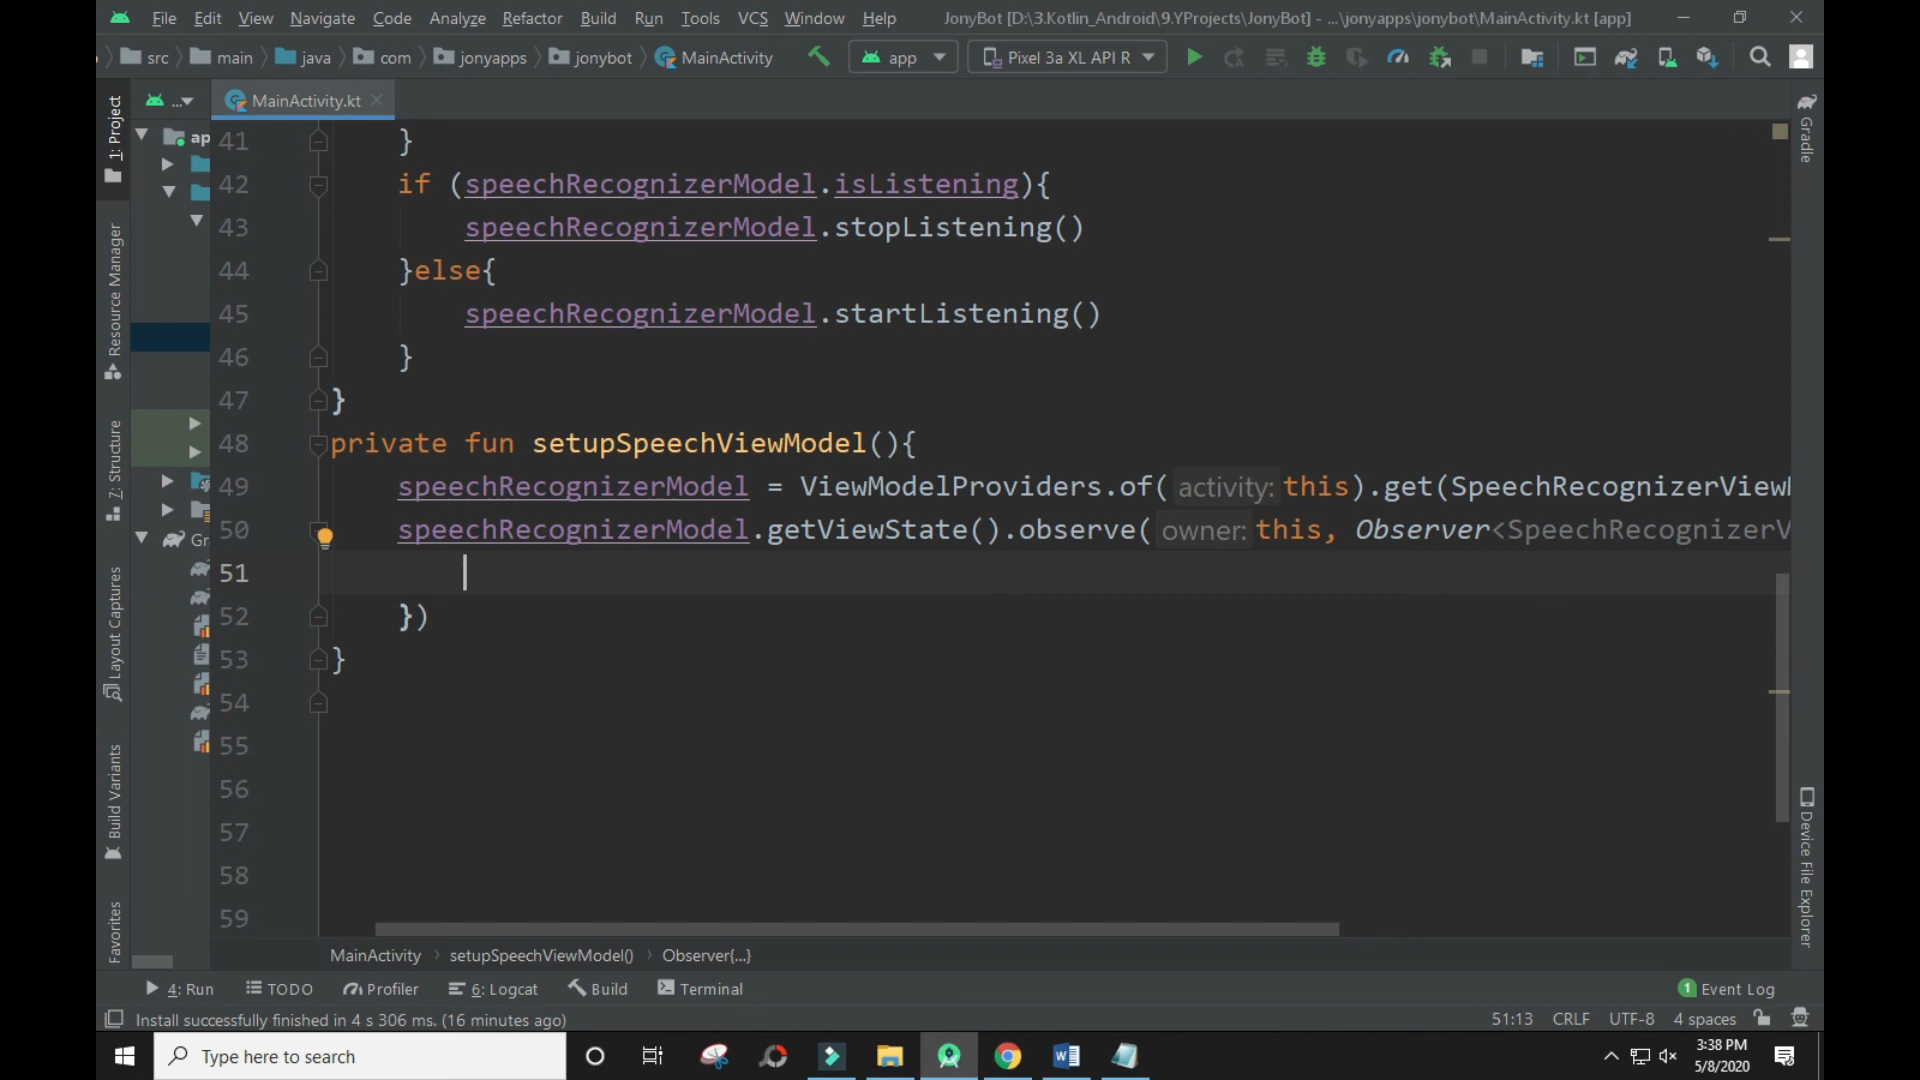 File Edit View Navigate Code Analyze Refactor Build Run Tools VCS Window Help JonyBot [D:\3.Kotlin_Android\9.YProjects\JonyBot] - ...\jonyapps\jonybot\MainActivity.kt [app]
src main java com jonyapps jonybot MainActivity app Pixel 3a XL API R
... MainActivity.kt
1: Project
Resource Manager
7: Structure
Layout Captures
Build Variants
Favorites
ap
Gr
41 }
42 if (speechRecognizerModel.isListening){
43 speechRecognizerModel.stopListening()
44 }else{
45 speechRecognizerModel.startListening()
46 }
47 }
48 private fun setupSpeechViewModel(){
49 speechRecognizerModel = ViewModelProviders.of( activity: this).get(SpeechRecognizerView
50 speechRecognizerModel.getViewState().observe( owner: this, Observer<SpeechRecognizerV
51
52 })
53 }
54
55
56
57
58
59
Gradle
Device File Explorer
MainActivity setupSpeechViewModel() Observer{...}
4: Run TODO Profiler 6: Logcat Build Terminal 1 Event Log
Install successfully finished in 4 s 306 ms. (16 minutes ago) 51:13 CRLF UTF-8 4 spaces
Type here to search
3:38 PM
5/8/2020